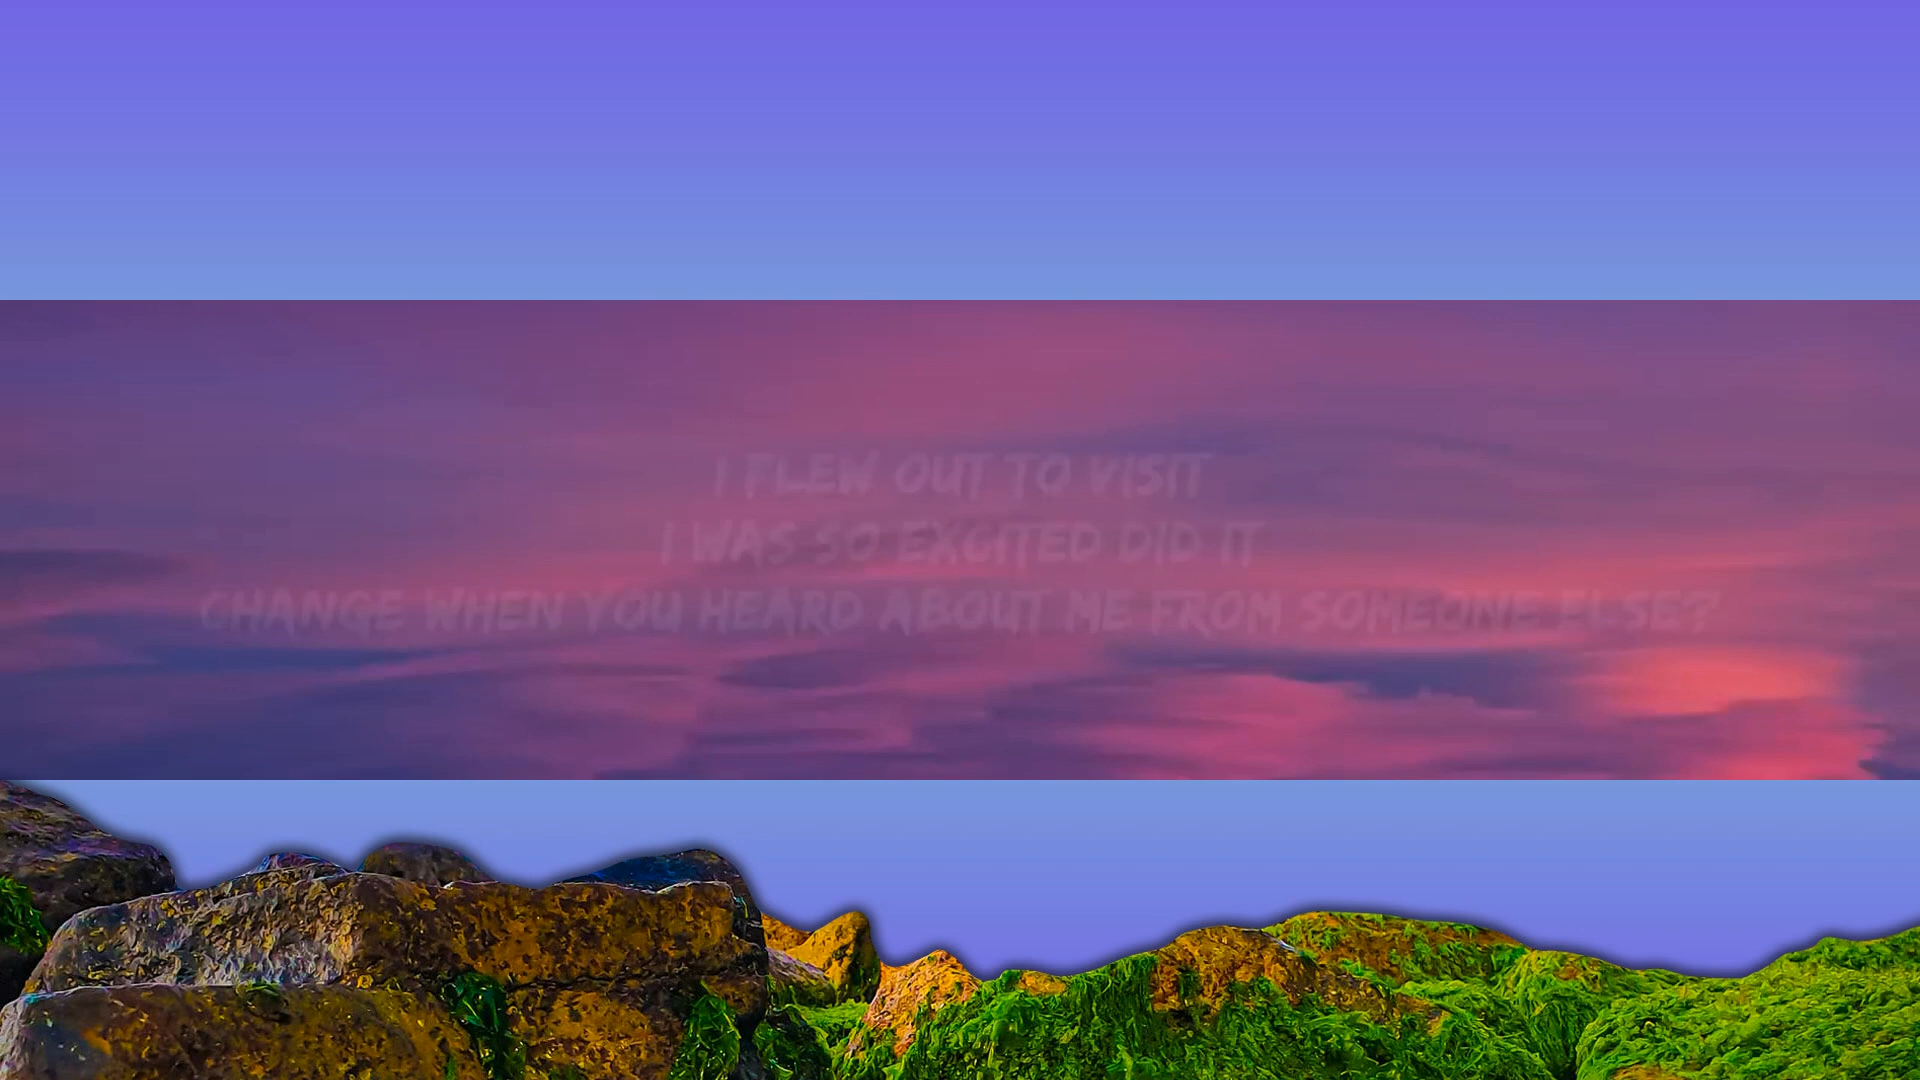 I FLEW OUT TO VISIT
I WAS SO EXCITED DID IT
CHANGE WHEN YOU HEARD ABOUT ME FROM SOMEONE ELSE?